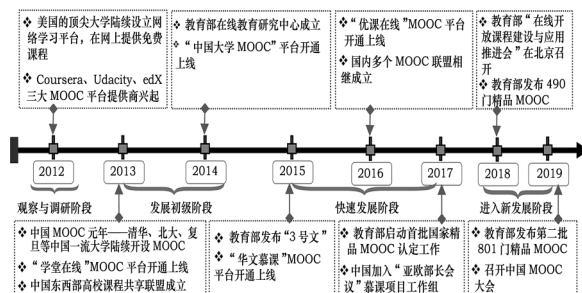 ❖ 美国的顶尖大学陆续设立网
络学习平台,在网上提供免费
课程
❖ Coursera、Udacity、edX
三大 MOOC 平台提供商兴起
❖ 教育部在线教育研究中心成立
❖ “中国大学 MOOC”平台开通
上线
❖ “优课在线”MOOC 平台
开通上线
❖ 国内多个 MOOC 联盟相
继成立
❖ 教育部“在线开
放课程建设与应用
推进会”在北京召
开
❖ 教育部发布 490
门精品 MOOC
2012
2013
2014
2015
2016
2017
2018
2019
观察与调研阶段
发展初级阶段
快速发展阶段
进入新发展阶段
❖ 中国 MOOC 元年——清华、北大、复
旦等中国一流大学陆续开设 MOOC
❖ “学堂在线”MOOC 平台开通上线
❖ 中国东西部高校课程共享联盟成立
❖ 教育部发布“3 号文”
❖ “华文慕课”MOOC
平台开通上线
❖ 教育部启动首批国家精
品 MOOC 认定工作
❖ 中国加入“亚欧部长会
议”慕课项目工作组
❖ 教育部发布第二批
801 门精品 MOOC
❖ 召开中国 MOOC
大会